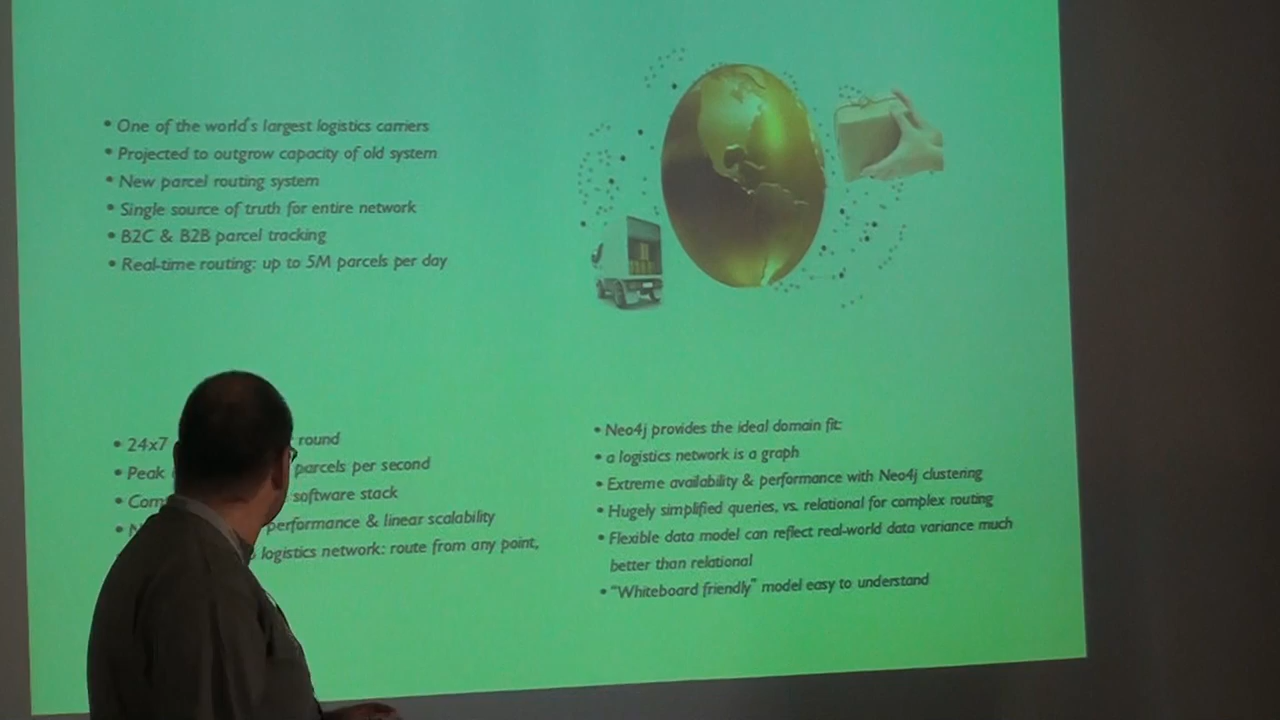 • One of the world's largest logistics carriers
• Projected to outgrow capacity of old system
• New parcel routing system
• Single source of truth for entire network
• B2C & B2B parcel tracking
• Real-time routing: up to 5M parcels per day
• 24x7 round
• Peak parcels per second
• software stack
• performance & linear scalability
logistics network: route from any point,
• Neo4j provides the ideal domain fit:
• a logistics network is a graph
• Extreme availability & performance with Neo4j clustering
• Hugely simplified queries, vs. relational for complex routing
• Flexible data model can reflect real-world data variance much
better than relational
• "Whiteboard friendly" model easy to understand